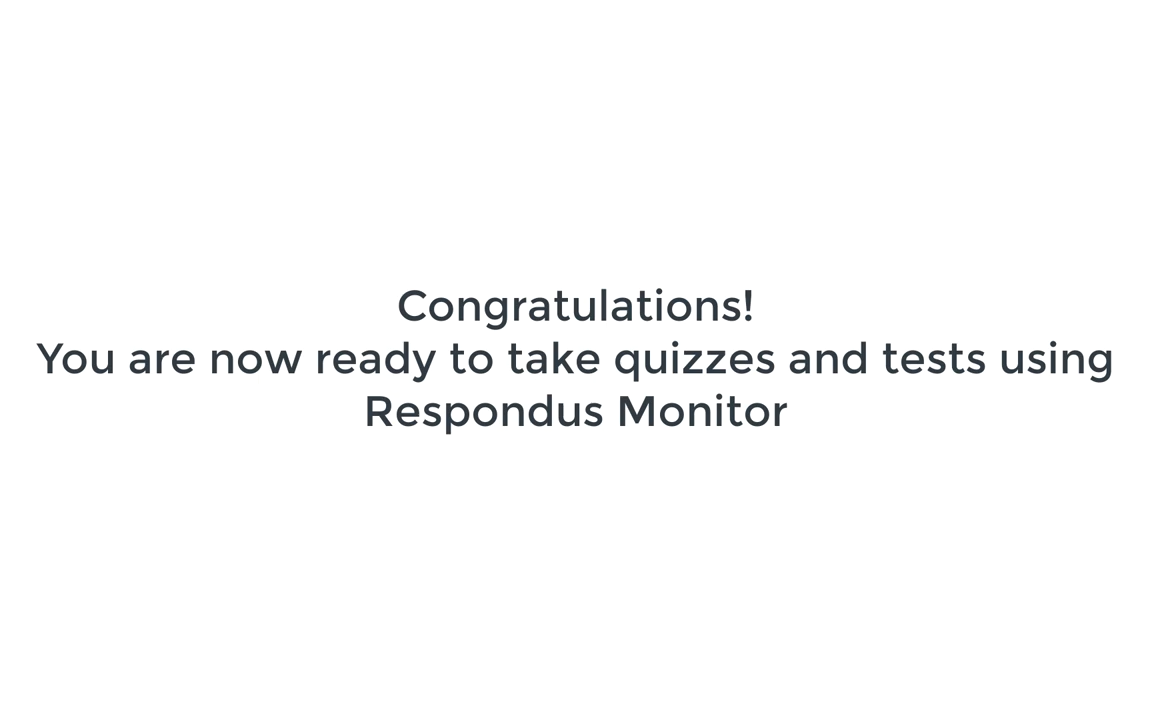 Congratulations!
You are now ready to take quizzes and tests using
Respondus Monitor